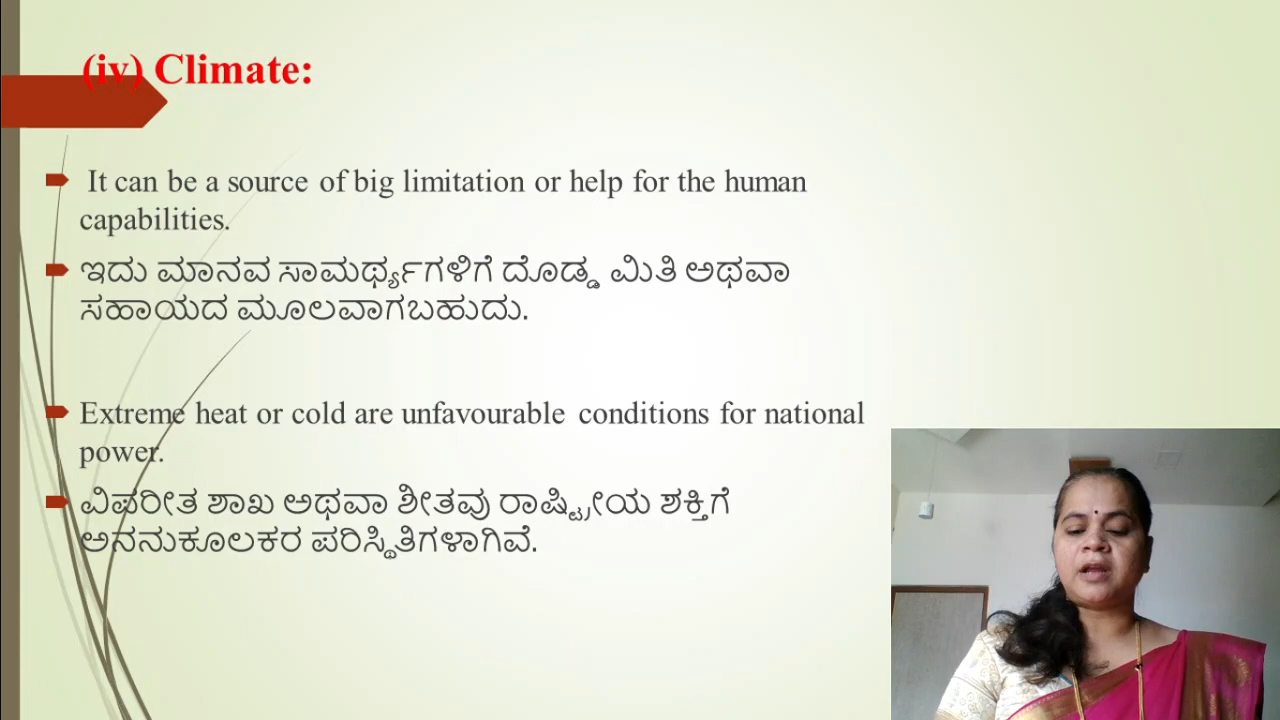 (iv) Climate:
It can be a source of big limitation or help for the human
capabilities.
ಇದು ಮಾನವ ಸಾಮರ್ಥ್ಯಗಳಿಗೆ ದೊಡ್ಡ ಮಿತಿ ಅಥವಾ
ಸಹಾಯದ ಮೂಲವಾಗಬಹುದು.
Extreme heat or cold are unfavourable conditions for national
power.
ವಿಪರೀತ ಶಾಖ ಅಥವಾ ಶೀತವು ರಾಷ್ಟ್ರೀಯ ಶಕ್ತಿಗೆ
ಅನನುಕೂಲಕರ ಪರಿಸ್ಥಿತಿಗಳಾಗಿವೆ.